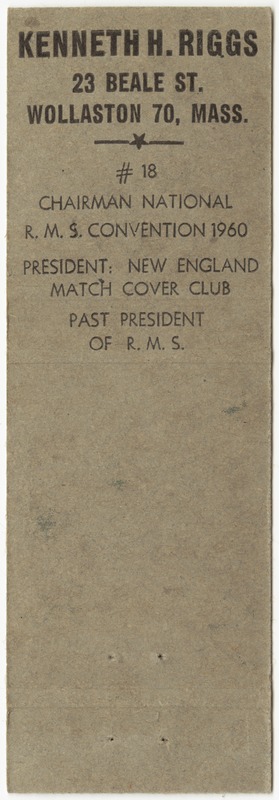 KENNETH H. RIGGS
23 BEALE ST.
WOLLASTON 70, MASS.
# 18
CHAIRMAN NATIONAL
R. M. S. CONVENTION 1960
PRESIDENT: NEW ENGLAND
MATCH COVER CLUB
PAST PRESIDENT
OF R. M. S.